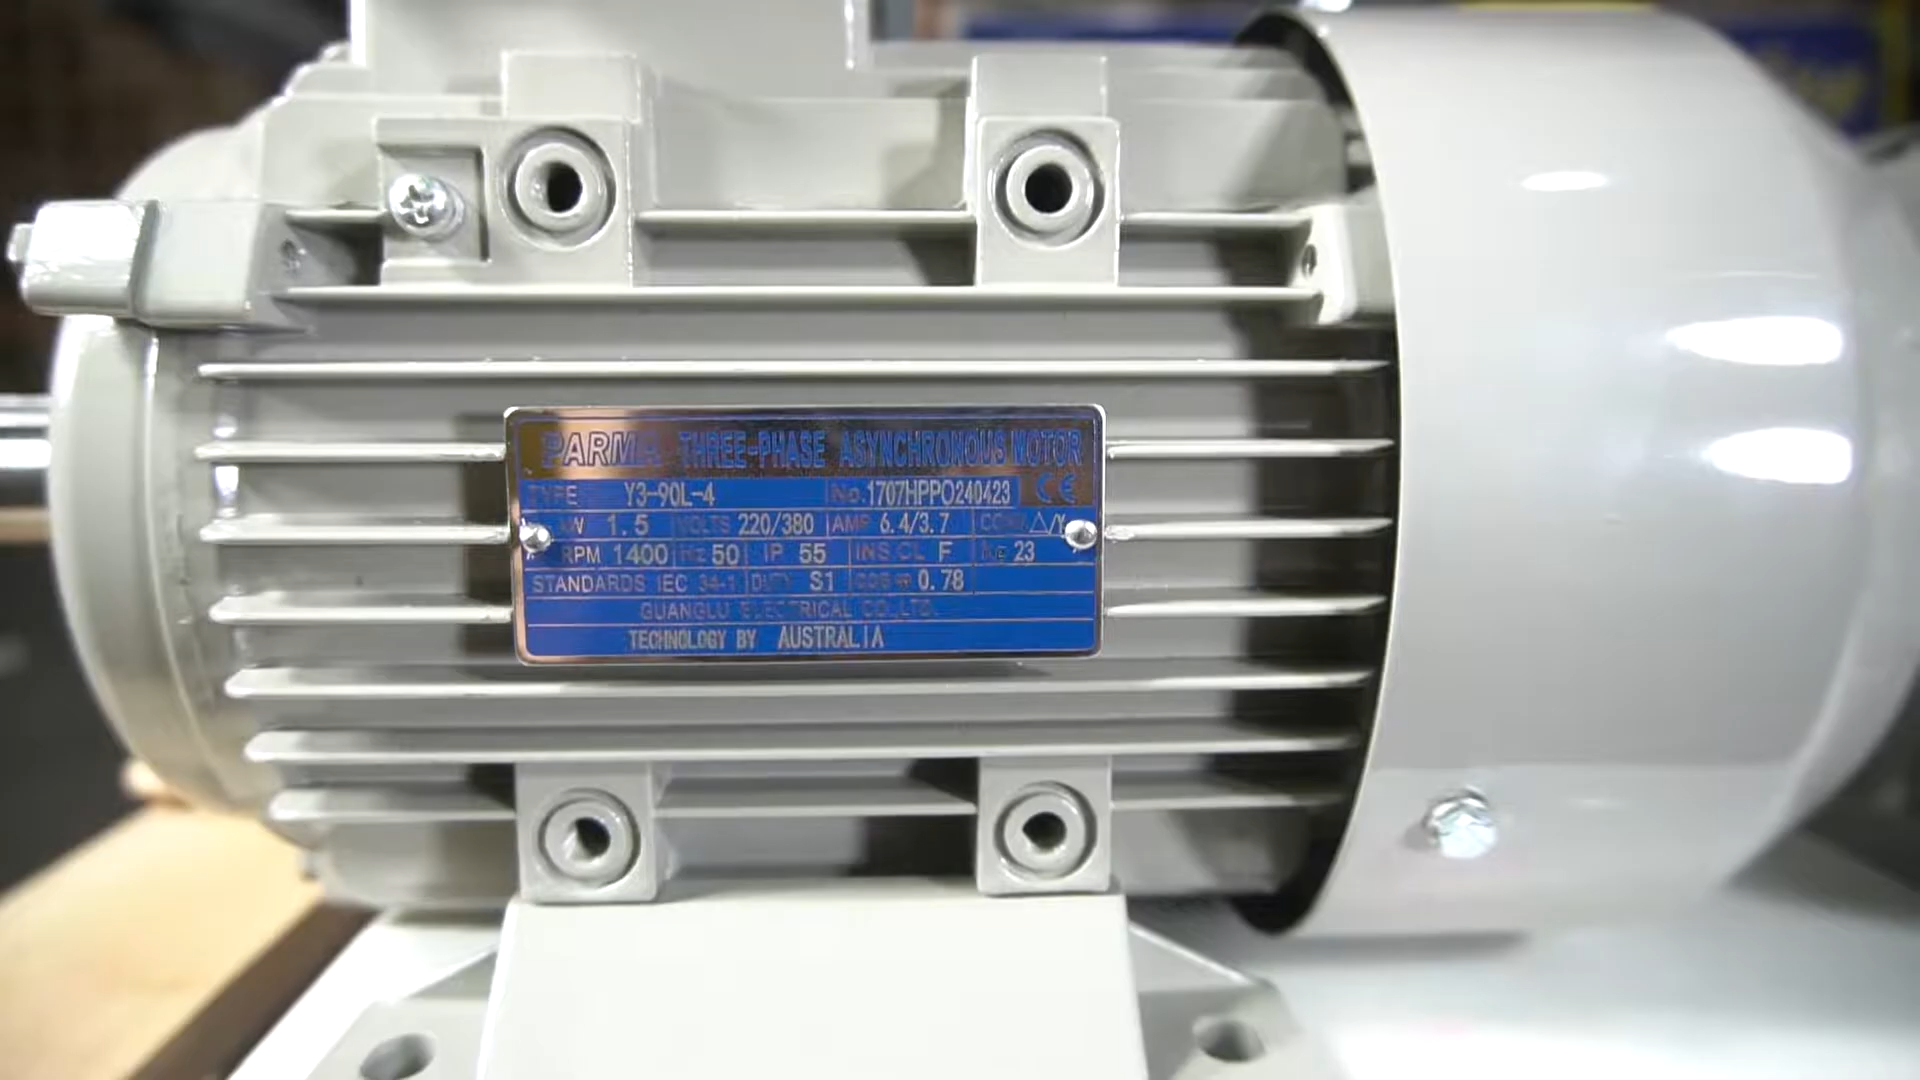 PARMA THREE-PHASE ASYNCHRONOUS MOTOR
TYPE Y3-90L-4 No.1707HPPO240423 CE
KW 1.5 VOLTS 220/380 AMP 6.4/3.7 △/Y
RPM 1400 Hz 50 IP 55 INS CL F kg 23
STANDARDS IEC 34-1 DUTY S1 COSφ 0.78
GUANGLU ELECTRICAL CO.,LTD.
TECHNOLOGY BY AUSTRALIA